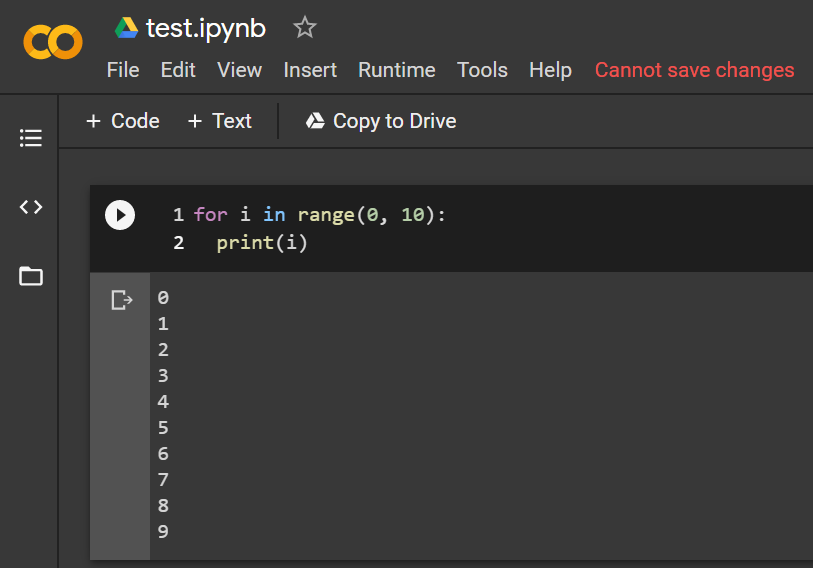 test.ipynb
File Edit View Insert Runtime Tools Help Cannot save changes
+ Code + Text Copy to Drive
1 for i in range(0, 10):
2   print(i)
0
1
2
3
4
5
6
7
8
9